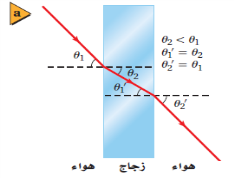 a
θ₂ < θ₁
θ₁′ = θ₂
θ₂′ = θ₁
θ₁
θ₂
θ₁′
θ₂′
هواء زجاج هواء